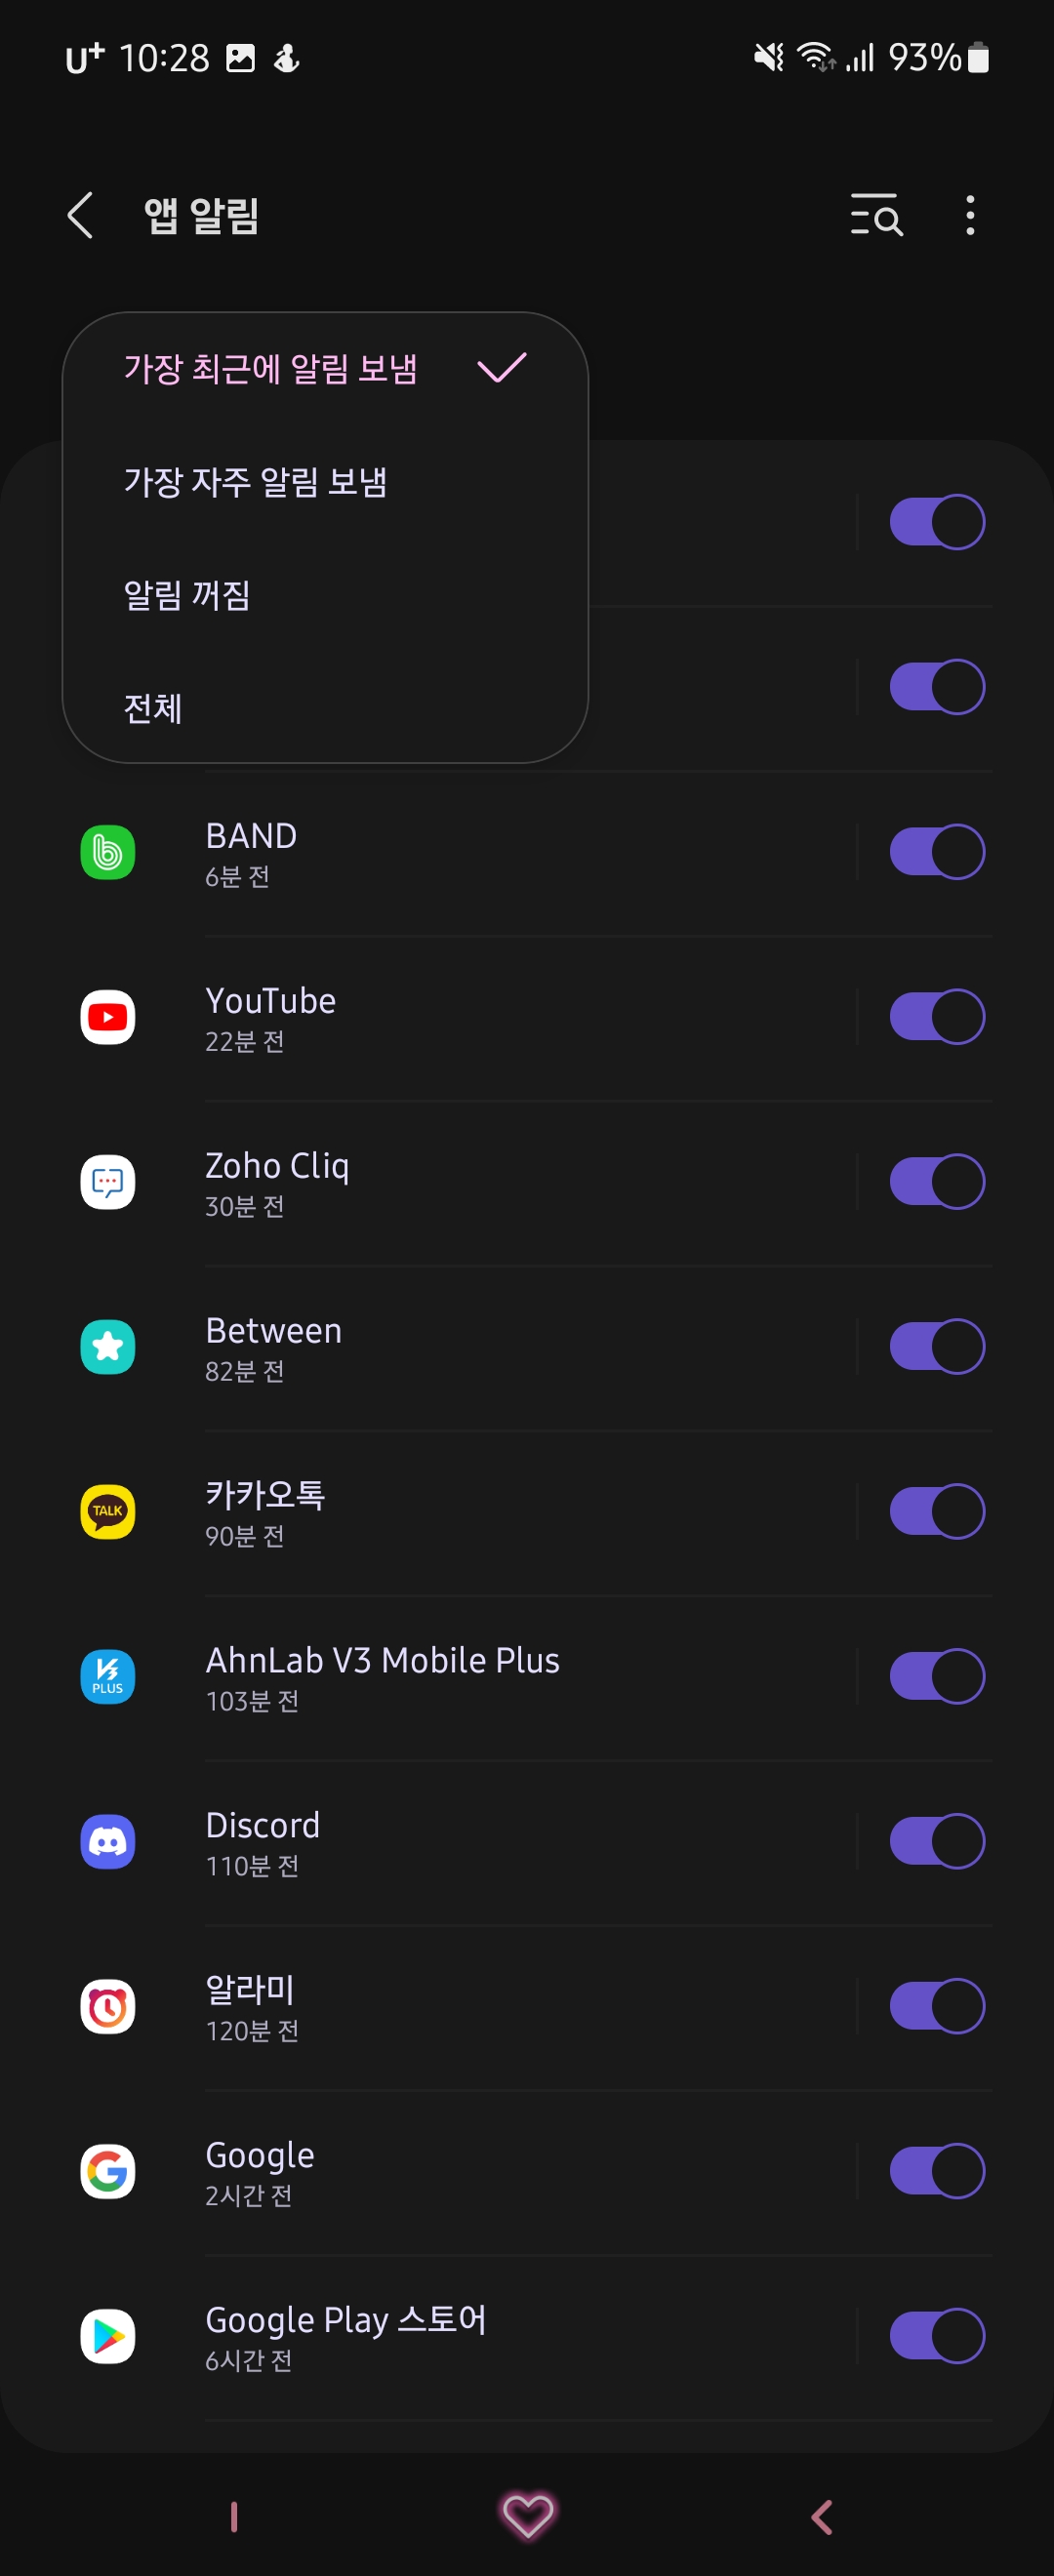 U+ 10:28 93%
앱 알림
가장 최근에 알림 보냄
가장 자주 알림 보냄
알림 꺼짐
전체
BAND
6분 전
YouTube
22분 전
Zoho Cliq
30분 전
Between
82분 전
TALK
카카오톡
90분 전
V3
PLUS
AhnLab V3 Mobile Plus
103분 전
Discord
110분 전
알라미
120분 전
Google
2시간 전
Google Play 스토어
6시간 전